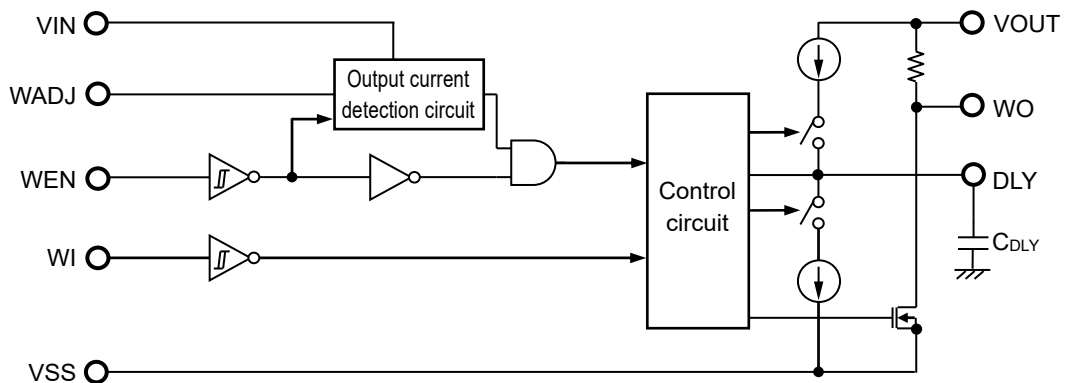 VIN
VOUT
Output current
detection circuit
WADJ
WO
WEN
DLY
Control
circuit
WI
CDLY
VSS